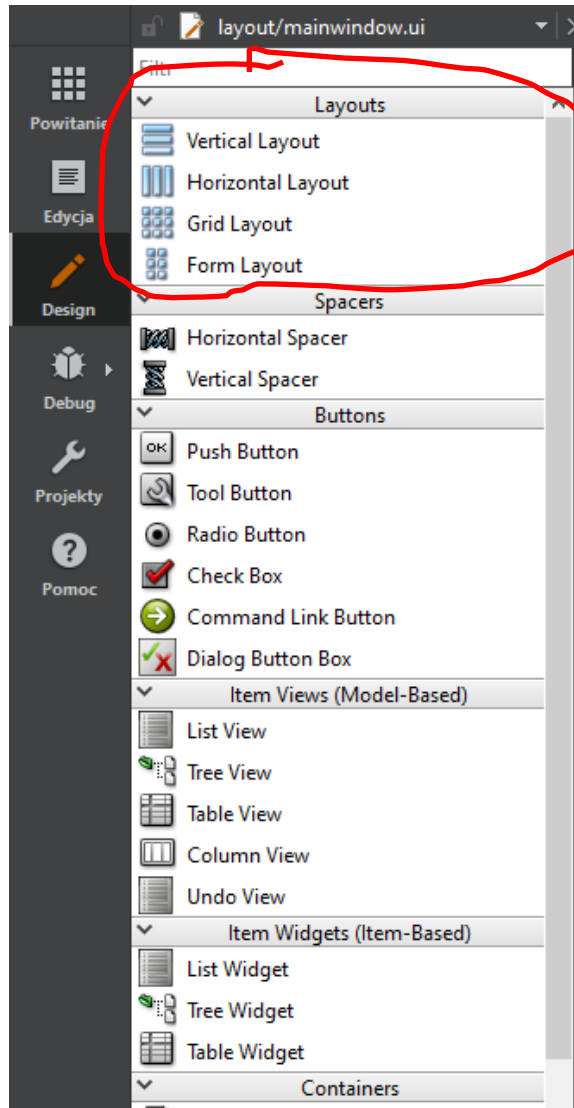 layout/mainwindow.ui
Filtr
Powitanie
Edycja
Design
Debug
Projekty
Pomoc
Layouts
Vertical Layout
Horizontal Layout
Grid Layout
Form Layout
Spacers
Horizontal Spacer
Vertical Spacer
Buttons
OK
Push Button
Tool Button
Radio Button
Check Box
Command Link Button
Dialog Button Box
Item Views (Model-Based)
List View
Tree View
Table View
Column View
Undo View
Item Widgets (Item-Based)
List Widget
Tree Widget
Table Widget
Containers